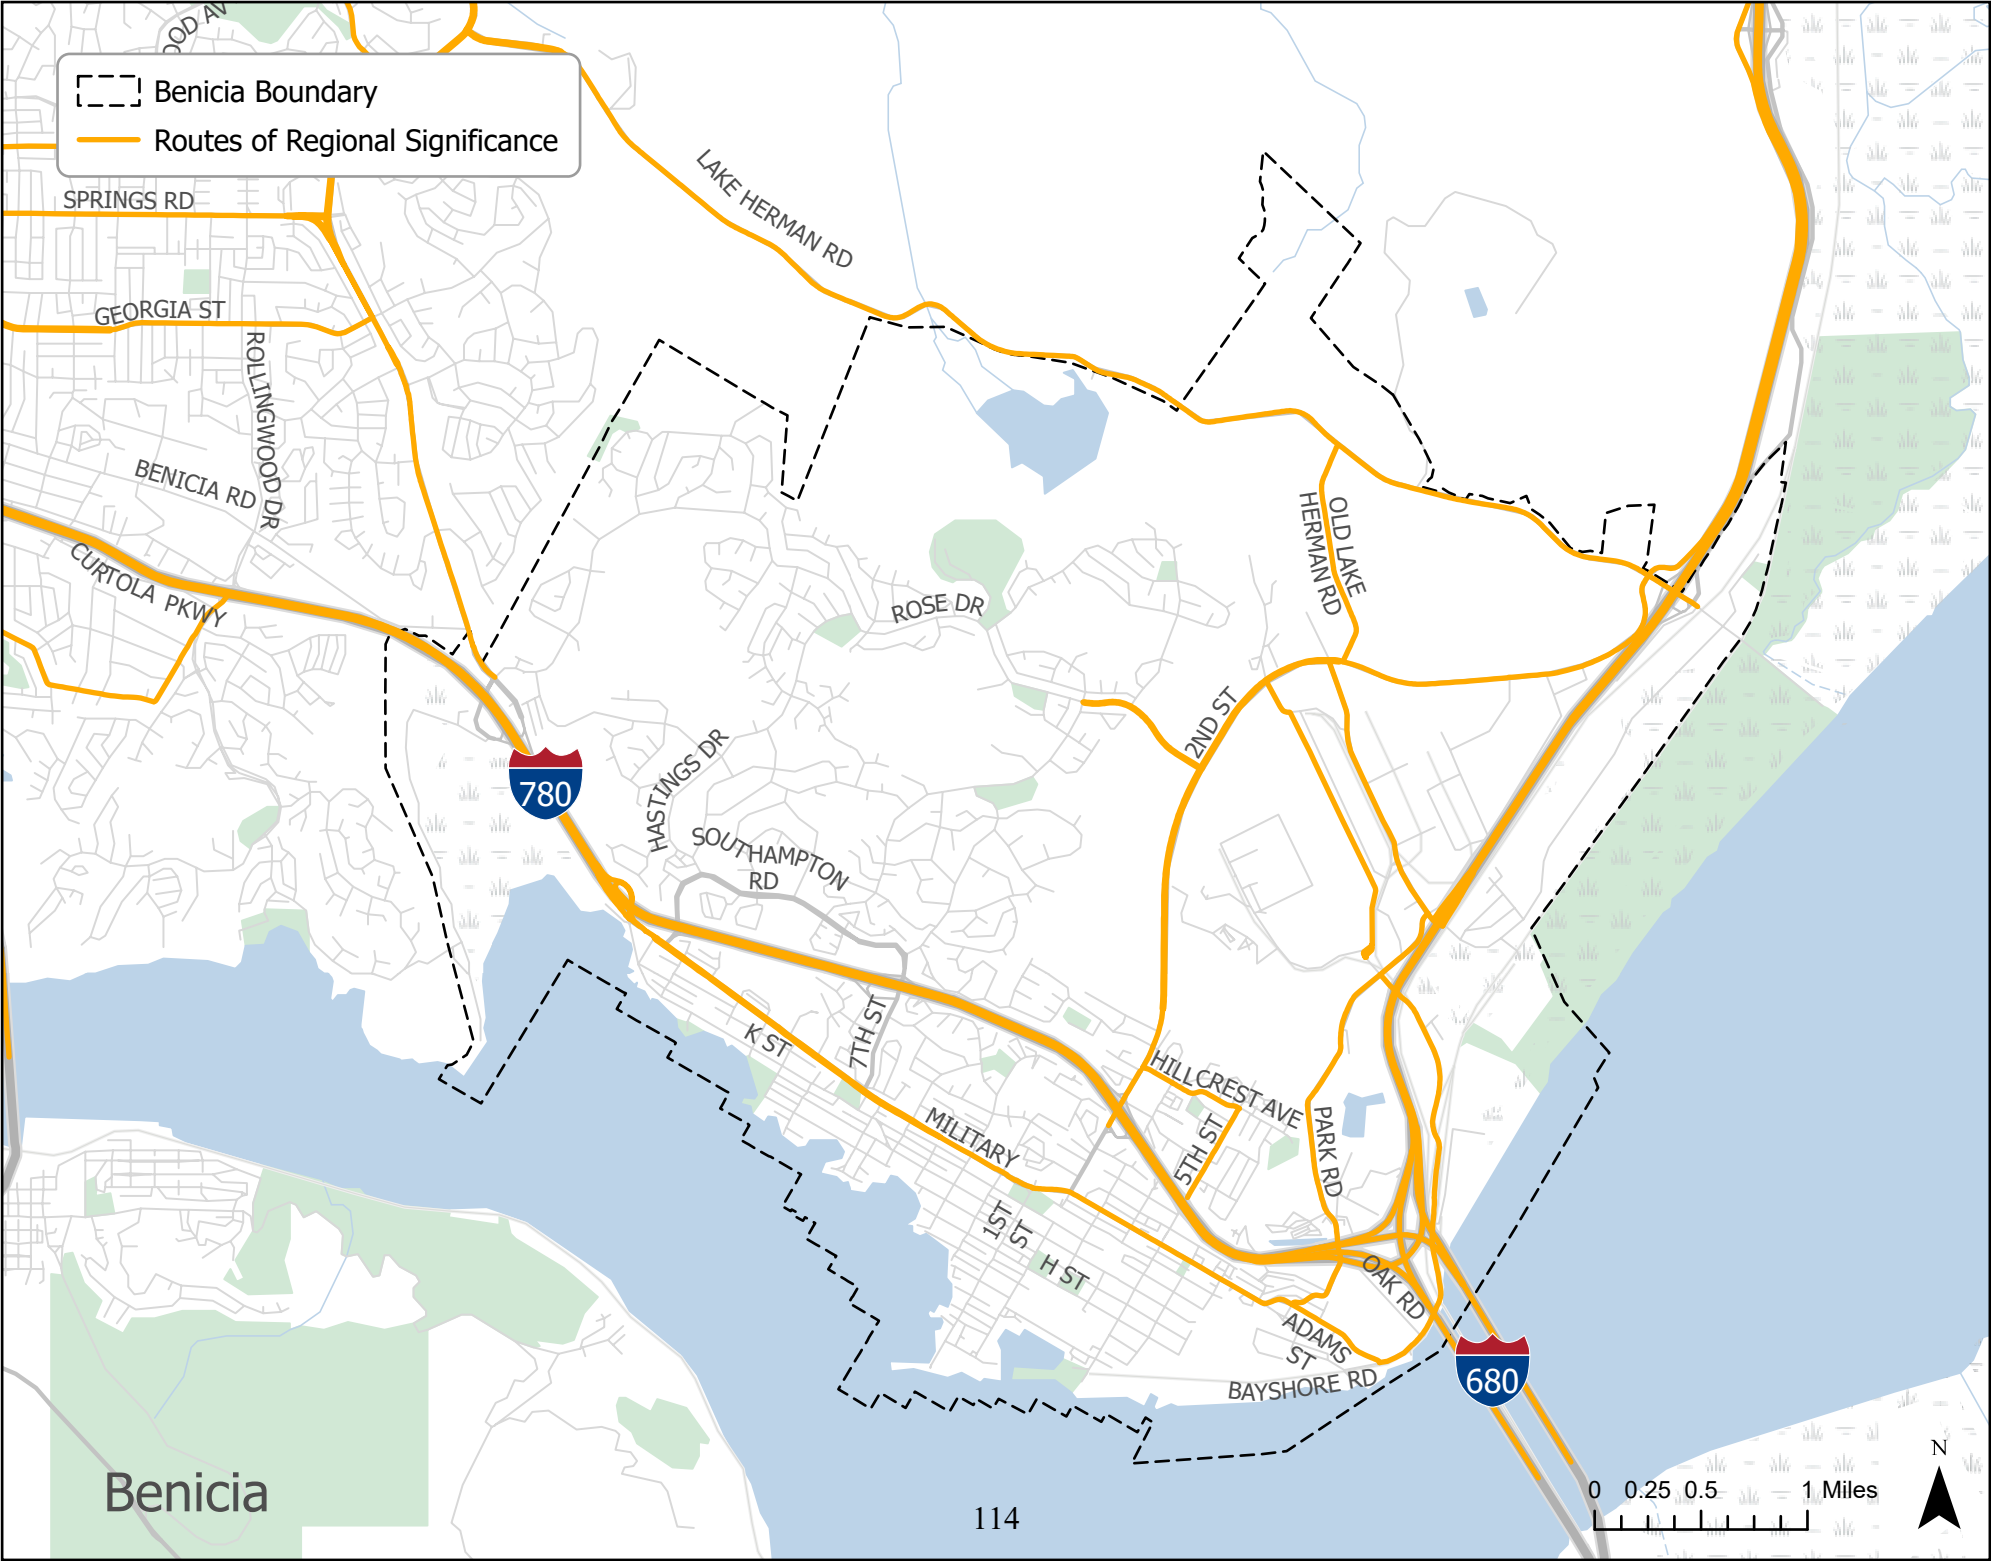 OOD AV
Benicia Boundary
Routes of Regional Significance
SPRINGS RD
LAKE HERMAN RD
GEORGIA ST
ROLLINGWOOD DR
BENICIA RD
CURTOLA PKWY
OLD LAKE
HERMAN RD
ROSE DR
2ND ST
HASTINGS DR
780
SOUTHAMPTON
RD
7TH ST
K ST
MILITARY
HILLCREST AVE
5TH ST
PARK RD
1ST
ST
H ST
OAK RD
ADAMS
ST
BAYSHORE RD
680
N
0 0.25 0.5 1 Miles
Benicia
114